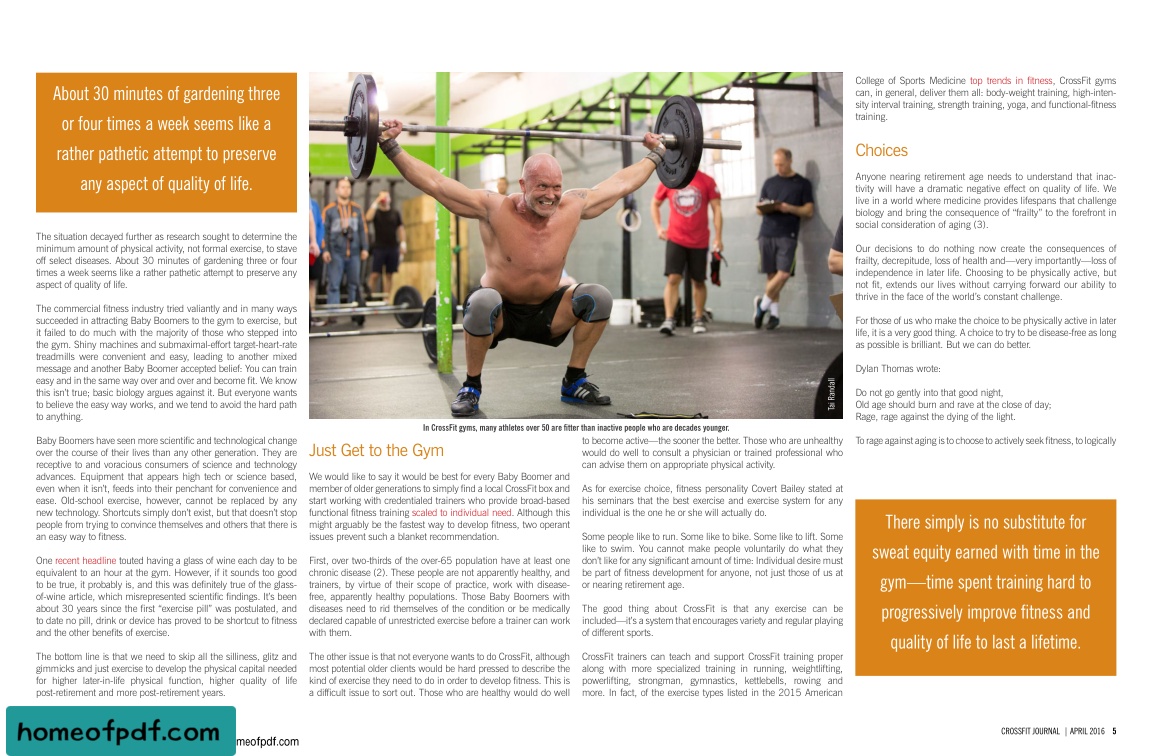 About 30 minutes of gardening three
or four times a week seems like a
rather pathetic attempt to preserve
any aspect of quality of life.
The situation decayed further as research sought to determine the
minimum amount of physical activity, not formal exercise, to stave
off select diseases. About 30 minutes of gardening three or four
times a week seems like a rather pathetic attempt to preserve any
aspect of quality of life.
The commercial fitness industry tried valiantly and in many ways
succeeded in attracting Baby Boomers to the gym to exercise, but
it failed to do much with the majority of those who stepped into
the gym. Shiny machines and submaximal-effort target-heart-rate
treadmills were convenient and easy, leading to another mixed
message and another Baby Boomer accepted belief: You can train
easy and in the same way over and over and become fit. We know
this isn't true; basic biology argues against it. But everyone wants
to believe the easy way works, and we tend to avoid the hard path
to anything.
Baby Boomers have seen more scientific and technological change
over the course of their lives than any other generation. They are
receptive to and voracious consumers of science and technology
advances. Equipment that appears high tech or science based,
even when it isn't, feeds into their penchant for convenience and
ease. Old-school exercise, however, cannot be replaced by any
new technology. Shortcuts simply don't exist, but that doesn't stop
people from trying to convince themselves and others that there is
an easy way to fitness.
One recent headline touted having a glass of wine each day to be
equivalent to an hour at the gym. However, if it sounds too good
to be true, it probably is, and this was definitely true of the glass-
of-wine article, which misrepresented scientific findings. It's been
about 30 years since the first “exercise pill” was postulated, and
to date no pill, drink or device has proved to be shortcut to fitness
and the other benefits of exercise.
The bottom line is that we need to skip all the silliness, glitz and
gimmicks and just exercise to develop the physical capital needed
for higher later-in-life physical function, higher quality of life
post-retirement and more post-retirement years.
Tai Randall
In CrossFit gyms, many athletes over 50 are fitter than inactive people who are decades younger.
Just Get to the Gym
We would like to say it would be best for every Baby Boomer and
member of older generations to simply find a local CrossFit box and
start working with credentialed trainers who provide broad-based
functional fitness training scaled to individual need. Although this
might arguably be the fastest way to develop fitness, two operant
issues prevent such a blanket recommendation.
First, over two-thirds of the over-65 population have at least one
chronic disease (2). These people are not apparently healthy, and
trainers, by virtue of their scope of practice, work with disease-
free, apparently healthy populations. Those Baby Boomers with
diseases need to rid themselves of the condition or be medically
declared capable of unrestricted exercise before a trainer can work
with them.
The other issue is that not everyone wants to do CrossFit, although
most potential older clients would be hard pressed to describe the
kind of exercise they need to do in order to develop fitness. This is
a difficult issue to sort out. Those who are healthy would do well
to become active—the sooner the better. Those who are unhealthy
would do well to consult a physician or trained professional who
can advise them on appropriate physical activity.
As for exercise choice, fitness personality Covert Bailey stated at
his seminars that the best exercise and exercise system for any
individual is the one he or she will actually do.
Some people like to run. Some like to bike. Some like to lift. Some
like to swim. You cannot make people voluntarily do what they
don't like for any significant amount of time: Individual desire must
be part of fitness development for anyone, not just those of us at
or nearing retirement age.
The good thing about CrossFit is that any exercise can be
included—it's a system that encourages variety and regular playing
of different sports.
CrossFit trainers can teach and support CrossFit training proper
along with more specialized training in running, weightlifting,
powerlifting, strongman, gymnastics, kettlebells, rowing and
more. In fact, of the exercise types listed in the 2015 American
College of Sports Medicine top trends in fitness, CrossFit gyms
can, in general, deliver them all: body-weight training, high-inten-
sity interval training, strength training, yoga, and functional-fitness
training.
Choices
Anyone nearing retirement age needs to understand that inac-
tivity will have a dramatic negative effect on quality of life. We
live in a world where medicine provides lifespans that challenge
biology and bring the consequence of “frailty” to the forefront in
social consideration of aging (3).
Our decisions to do nothing now create the consequences of
frailty, decrepitude, loss of health and—very importantly—loss of
independence in later life. Choosing to be physically active, but
not fit, extends our lives without carrying forward our ability to
thrive in the face of the world's constant challenge.
For those of us who make the choice to be physically active in later
life, it is a very good thing. A choice to try to be disease-free as long
as possible is brilliant. But we can do better.
Dylan Thomas wrote:
Do not go gently into that good night,
Old age should burn and rave at the close of day;
Rage, rage against the dying of the light.
To rage against aging is to choose to actively seek fitness, to logically
There simply is no substitute for
sweat equity earned with time in the
gym—time spent training hard to
progressively improve fitness and
quality of life to last a lifetime.
homeofpdf.com
meofpdf.com
CROSSFIT JOURNAL | APRIL 2016 5